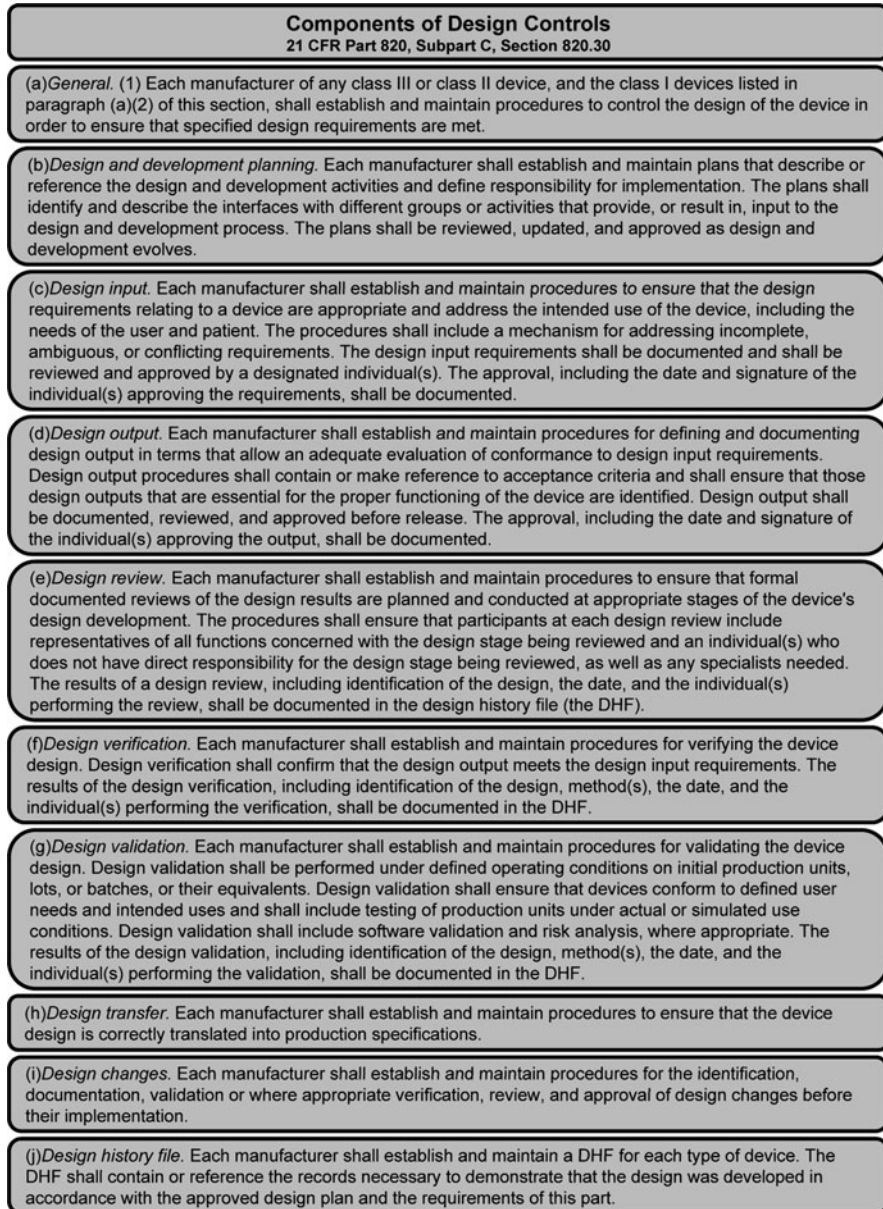 Components of Design Controls
21 CFR Part 820, Subpart C, Section 820.30
(a)General. (1) Each manufacturer of any class III or class II device, and the class I devices listed in
paragraph (a)(2) of this section, shall establish and maintain procedures to control the design of the device in
order to ensure that specified design requirements are met.
(b)Design and development planning. Each manufacturer shall establish and maintain plans that describe or
reference the design and development activities and define responsibility for implementation. The plans shall
identify and describe the interfaces with different groups or activities that provide, or result in, input to the
design and development process. The plans shall be reviewed, updated, and approved as design and
development evolves.
(c)Design input. Each manufacturer shall establish and maintain procedures to ensure that the design
requirements relating to a device are appropriate and address the intended use of the device, including the
needs of the user and patient. The procedures shall include a mechanism for addressing incomplete,
ambiguous, or conflicting requirements. The design input requirements shall be documented and shall be
reviewed and approved by a designated individual(s). The approval, including the date and signature of the
individual(s) approving the requirements, shall be documented.
(d)Design output. Each manufacturer shall establish and maintain procedures for defining and documenting
design output in terms that allow an adequate evaluation of conformance to design input requirements.
Design output procedures shall contain or make reference to acceptance criteria and shall ensure that those
design outputs that are essential for the proper functioning of the device are identified. Design output shall
be documented, reviewed, and approved before release. The approval, including the date and signature of
the individual(s) approving the output, shall be documented.
(e)Design review. Each manufacturer shall establish and maintain procedures to ensure that formal
documented reviews of the design results are planned and conducted at appropriate stages of the device's
design development. The procedures shall ensure that participants at each design review include
representatives of all functions concerned with the design stage being reviewed and an individual(s) who
does not have direct responsibility for the design stage being reviewed, as well as any specialists needed.
The results of a design review, including identification of the design, the date, and the individual(s)
performing the review, shall be documented in the design history file (the DHF).
(f)Design verification. Each manufacturer shall establish and maintain procedures for verifying the device
design. Design verification shall confirm that the design output meets the design input requirements. The
results of the design verification, including identification of the design, method(s), the date, and the
individual(s) performing the verification, shall be documented in the DHF.
(g)Design validation. Each manufacturer shall establish and maintain procedures for validating the device
design. Design validation shall be performed under defined operating conditions on initial production units,
lots, or batches, or their equivalents. Design validation shall ensure that devices conform to defined user
needs and intended uses and shall include testing of production units under actual or simulated use
conditions. Design validation shall include software validation and risk analysis, where appropriate. The
results of the design validation, including identification of the design, method(s), the date, and the
individual(s) performing the validation, shall be documented in the DHF.
(h)Design transfer. Each manufacturer shall establish and maintain procedures to ensure that the device
design is correctly translated into production specifications.
(i)Design changes. Each manufacturer shall establish and maintain procedures for the identification,
documentation, validation or where appropriate verification, review, and approval of design changes before
their implementation.
(j)Design history file. Each manufacturer shall establish and maintain a DHF for each type of device. The
DHF shall contain or reference the records necessary to demonstrate that the design was developed in
accordance with the approved design plan and the requirements of this part.